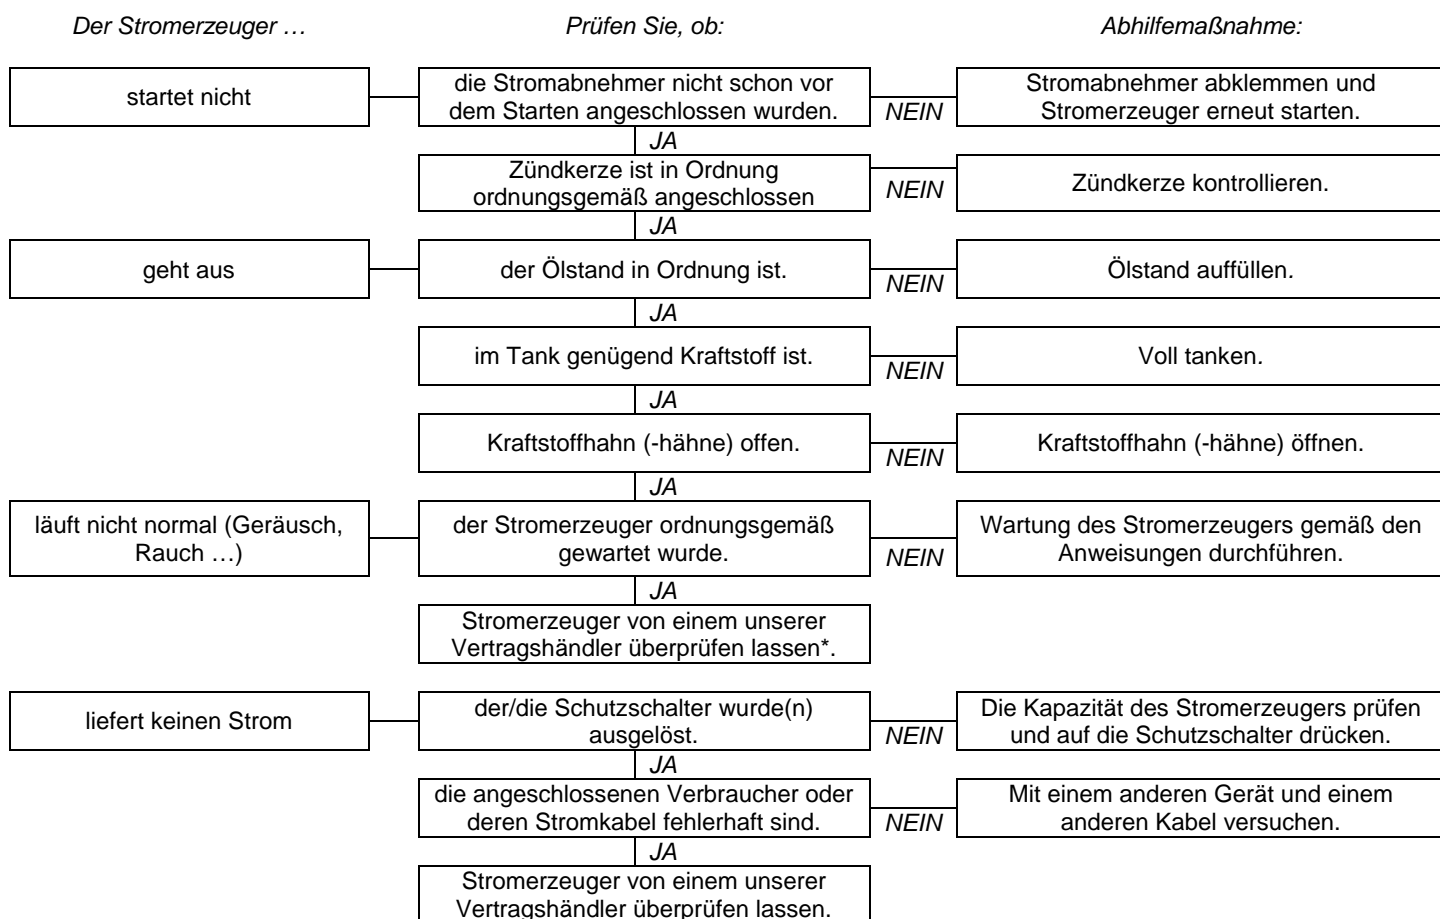 Der Stromerzeuger …
Prüfen Sie, ob:
Abhilfemaßnahme:
startet nicht
die Stromabnehmer nicht schon vor
dem Starten angeschlossen wurden.
NEIN
Stromabnehmer abklemmen und
Stromerzeuger erneut starten.
JA
Zündkerze ist in Ordnung
ordnungsgemäß angeschlossen
NEIN
Zündkerze kontrollieren.
JA
geht aus
der Ölstand in Ordnung ist.
NEIN
Ölstand auffüllen.
JA
im Tank genügend Kraftstoff ist.
NEIN
Voll tanken.
JA
Kraftstoffhahn (-hähne) offen.
NEIN
Kraftstoffhahn (-hähne) öffnen.
JA
läuft nicht normal (Geräusch,
Rauch …)
der Stromerzeuger ordnungsgemäß
gewartet wurde.
NEIN
Wartung des Stromerzeugers gemäß den
Anweisungen durchführen.
JA
Stromerzeuger von einem unserer
Vertragshändler überprüfen lassen*.
liefert keinen Strom
der/die Schutzschalter wurde(n)
ausgelöst.
NEIN
Die Kapazität des Stromerzeugers prüfen
und auf die Schutzschalter drücken.
JA
die angeschlossenen Verbraucher oder
deren Stromkabel fehlerhaft sind.
NEIN
Mit einem anderen Gerät und einem
anderen Kabel versuchen.
JA
Stromerzeuger von einem unserer
Vertragshändler überprüfen lassen.